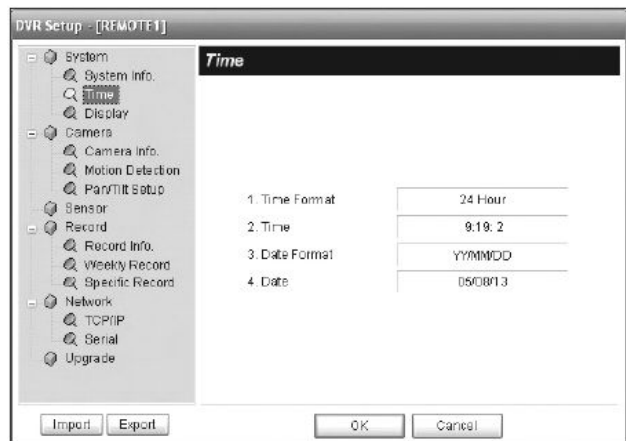 DVR Setup - [REMOTE1]
System
System Info.
Time
Display
Camera
Camera Info.
Motion Detection
Pan/Tilt Setup
Sensor
Record
Record Info.
Weekly Record
Specific Record
Network
TCP/IP
Serial
Upgrade
Import Export
Time
1. Time Format 24 Hour
2. Time 9:19: 2
3. Date Format YY/MM/DD
4. Date 05/08/13
OK Cancel